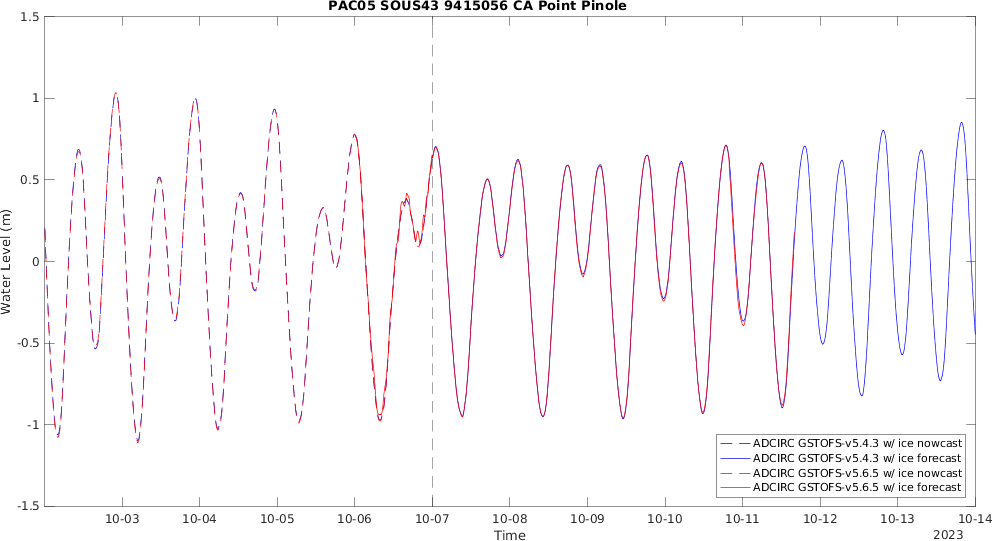 PAC05 SOUS43 9415056 CA Point Pinole
1.5
1
0.5
0
-0.5
-1
-1.5
Water Level (m)
10-03 10-04 10-05 10-06 10-07 10-08 10-09 10-10 10-11 10-12 10-13 10-14
Time
2023
ADCIRC GSTOFS-v5.4.3 w/ ice nowcast
ADCIRC GSTOFS-v5.4.3 w/ ice forecast
ADCIRC GSTOFS-v5.6.5 w/ ice nowcast
ADCIRC GSTOFS-v5.6.5 w/ ice forecast